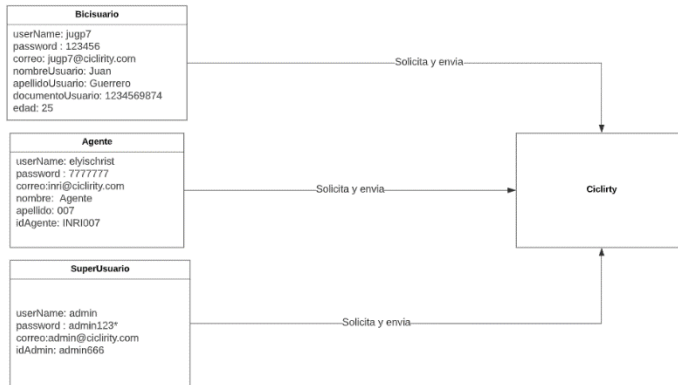 Bicisuario
userName: jugp7
password : 123456
correo: jugp7@ciclirity.com
nombreUsuario: Juan
apellidoUsuario: Guerrero
documentoUsuario: 1234569874
edad: 25
Solicita y envia
Agente
userName: elyischrist
password : 7777777
correo:inri@ciclirity.com
nombre: Agente
apellido: 007
idAgente: INRI007
Solicita y envia
Ciclirty
SuperUsuario
userName: admin
password : admin123*
correo:admin@ciclirity.com
idAdmin: admin666
Solicita y envia